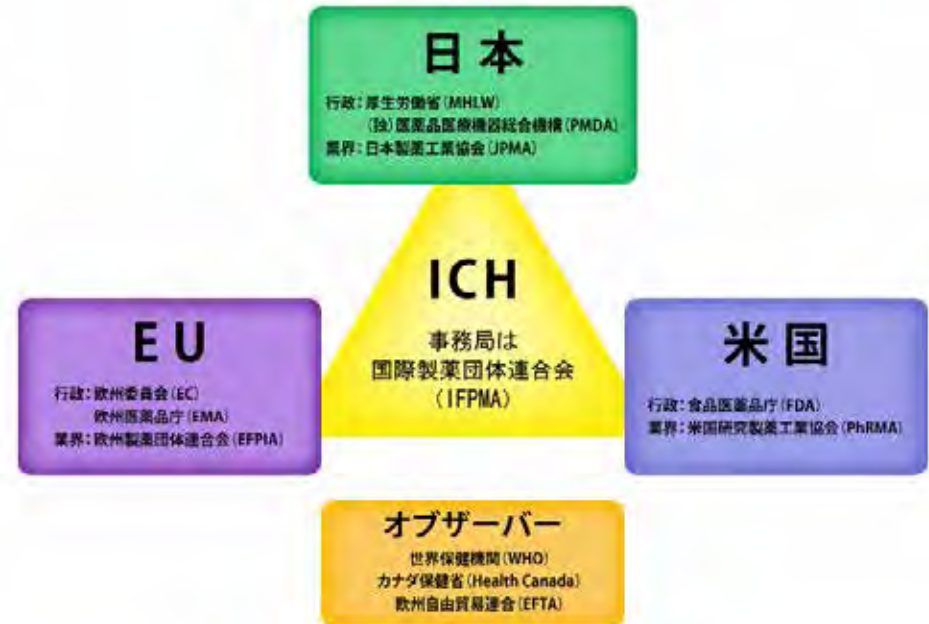 日本
行政：厚生労働省（MHLW）
（独）医薬品医療機器総合機構（PMDA）
業界：日本製薬工業協会（JPMA）
ICH
事務局は
国際製薬団体連合会
（IFPMA）
EU
行政：欧州委員会（EC）
欧州医薬品庁（EMA）
業界：欧州製薬団体連合会（EFPIA）
米国
行政：食品医薬品庁（FDA）
業界：米国研究製薬工業協会（PhRMA）
オブザーバー
世界保健機関（WHO）
カナダ保健省（Health Canada）
欧州自由貿易連合（EFTA）